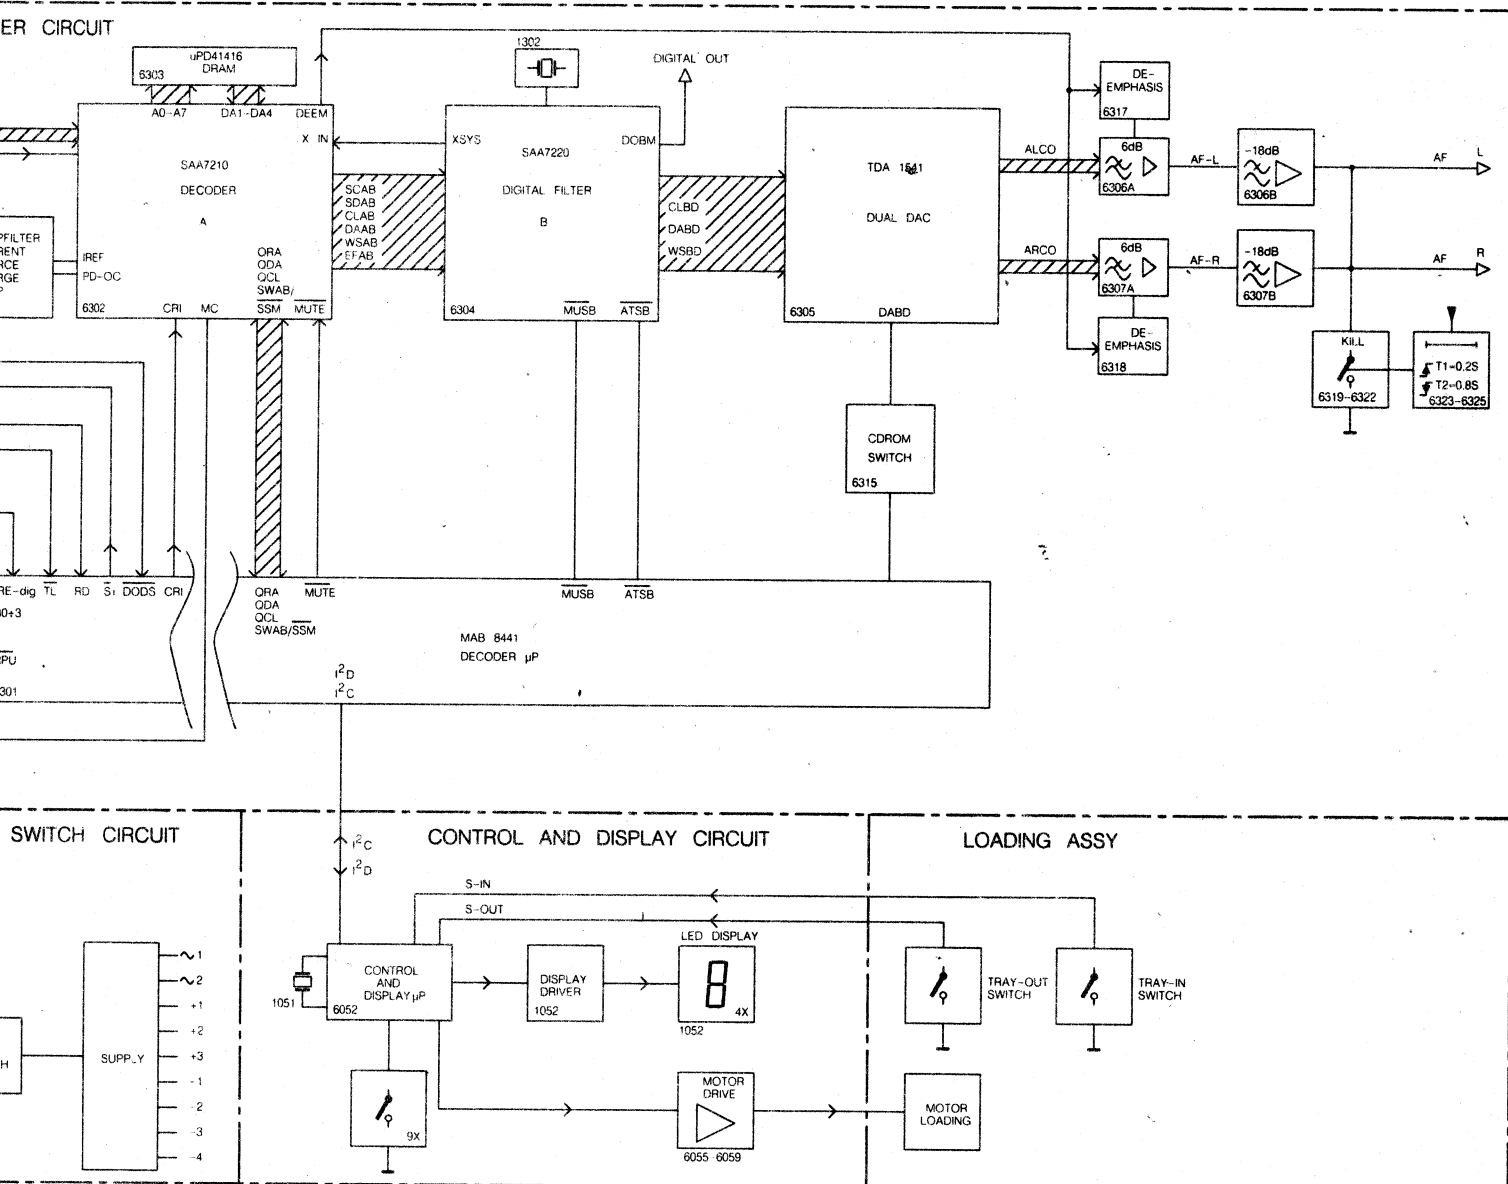 ER CIRCUIT
uPD41416
DRAM
6303
A0-A7
DA1-DA4
DEEM
X IN
SAA7210
DECODER
A
IREF
PD-OC
QRA
QDA
QCL
SWAB/
SSM
MUTE
6302
CRI
MC
PFILTER
RENT
RCE
RGE
P
SCAB
SDAB
CLAB
DAAB
WSAB
EFAB
1302
XSYS
DOBM
SAA7220
DIGITAL FILTER
B
6304
MUSB
ATSB
DIGITAL OUT
CLBD
DABD
WSBD
TDA 1541
DUAL DAC
6305
DABD
ALCO
ARCO
DE-
EMPHASIS
6317
6dB
6306A
AF-L
-18dB
6306B
AF
L
6dB
6307A
AF-R
-18dB
6307B
AF
R
DE-
EMPHASIS
6318
KILL
6319-6322
T1=0.2S
T2=0.8S
6323-6325
CDROM
SWITCH
6315
RE-dig
TL
RD
DODS
CRI
QRA
QDA
QCL
SWAB/SSM
MUTE
MUSB
ATSB
0+3
PU
301
MAB 8441
DECODER µP
I²D
I²C
SWITCH CIRCUIT
CONTROL AND DISPLAY CIRCUIT
LOADING ASSY
I²C
I²D
S-IN
S-OUT
CONTROL
AND
DISPLAY µP
6052
1051
DISPLAY
DRIVER
1052
LED DISPLAY
4X
1052
TRAY-OUT
SWITCH
TRAY-IN
SWITCH
H
SUPPLY
~1
~2
+1
+2
+3
-1
-2
-3
-4
9X
MOTOR
DRIVE
6055-6059
MOTOR
LOADING